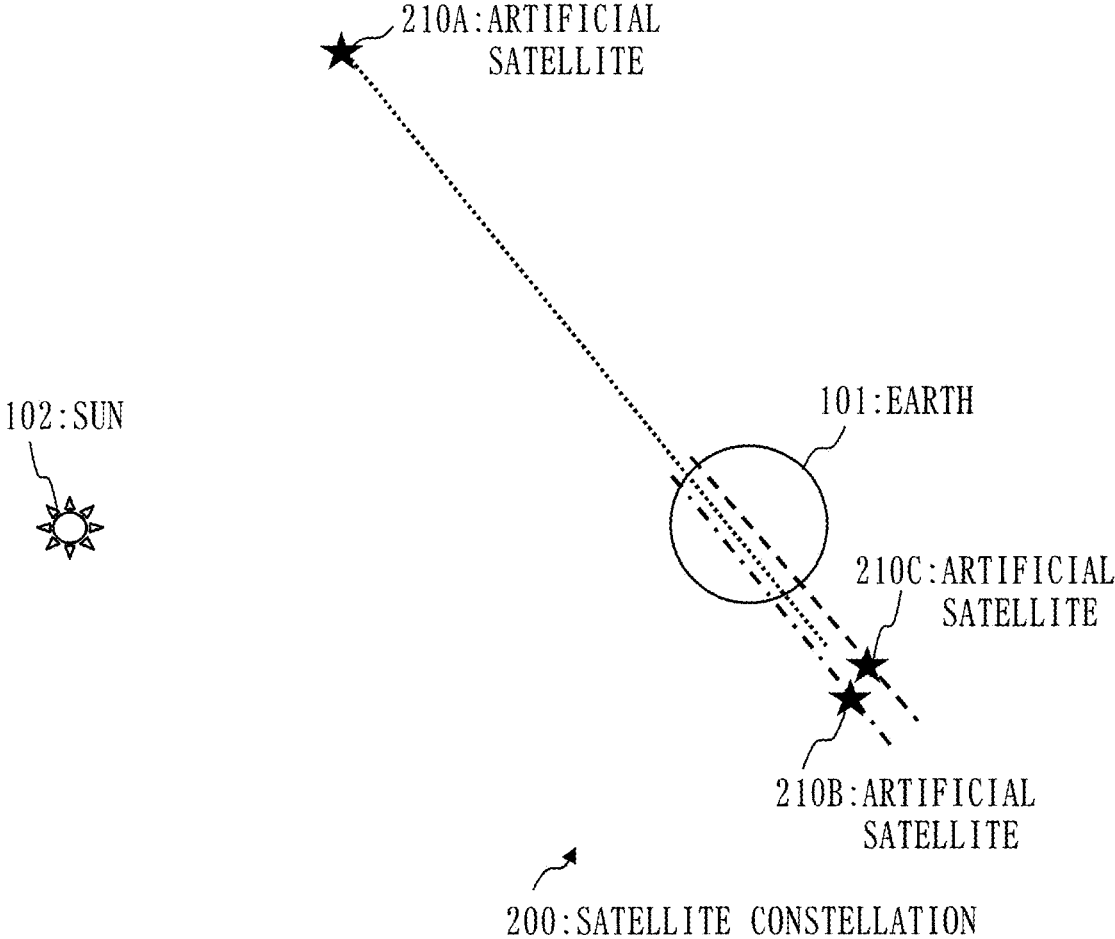 210A:ARTIFICIAL
SATELLITE
102:SUN
101:EARTH
210C:ARTIFICIAL
SATELLITE
210B:ARTIFICIAL
SATELLITE
200:SATELLITE CONSTELLATION